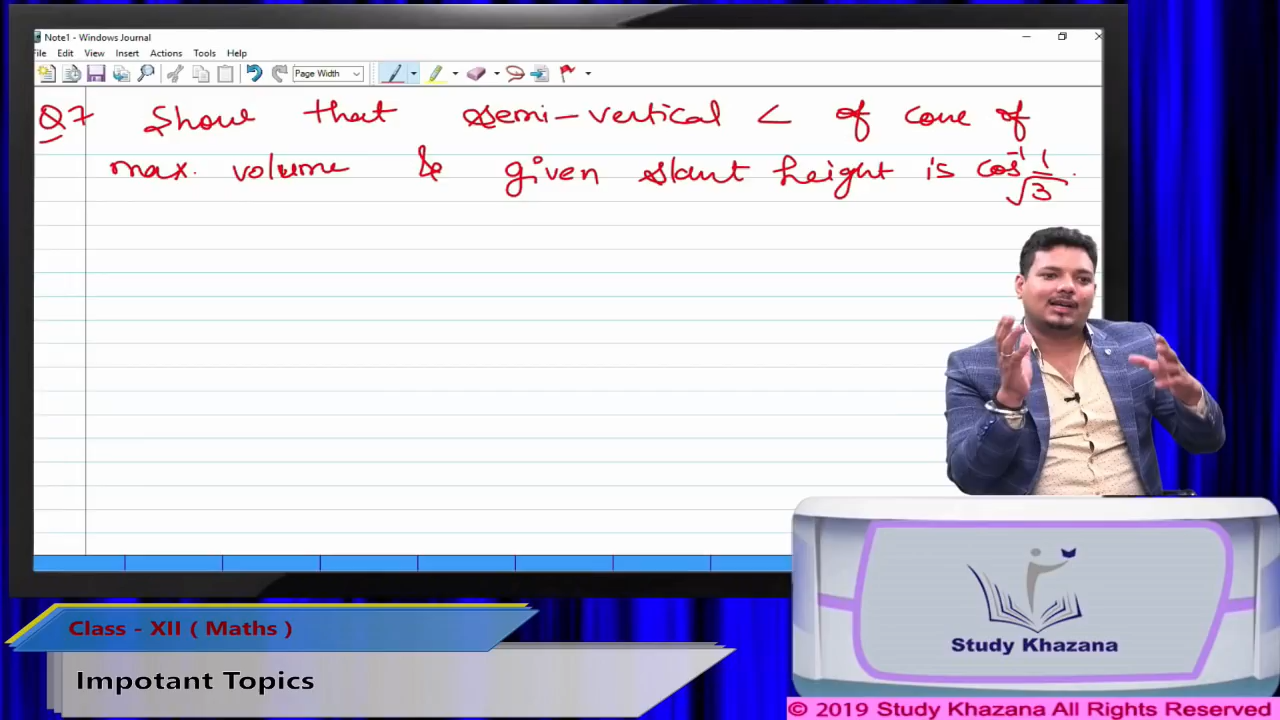 Note1 - Windows Journal
File Edit View Insert Actions Tools Help
Page Width
Q7 Show that semi-vertical < of cone of
max. volume & given slant height is cos⁻¹ 1/√3.
Study Khazana
Class - XII ( Maths )
Impotant Topics
© 2019 Study Khazana All Rights Reserved